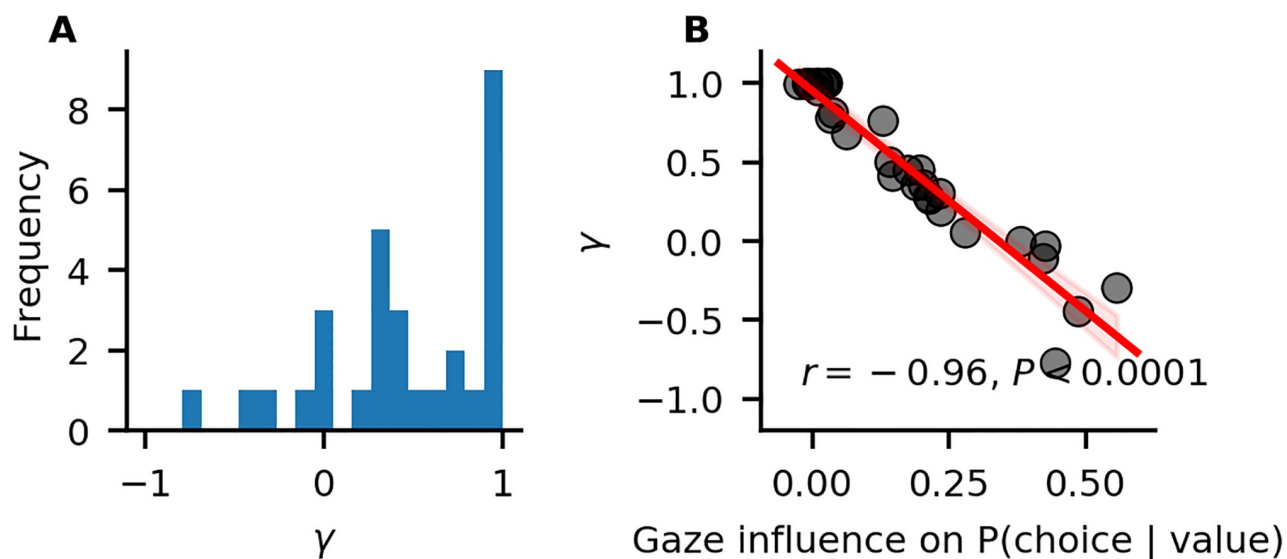 A
8
6
4
2
0
Frequency
−1 0 1
γ
B
1.0
0.5
0.0
−0.5
−1.0
γ
r = − 0.96, P < 0.0001
0.00 0.25 0.50
Gaze influence on P(choice | value)